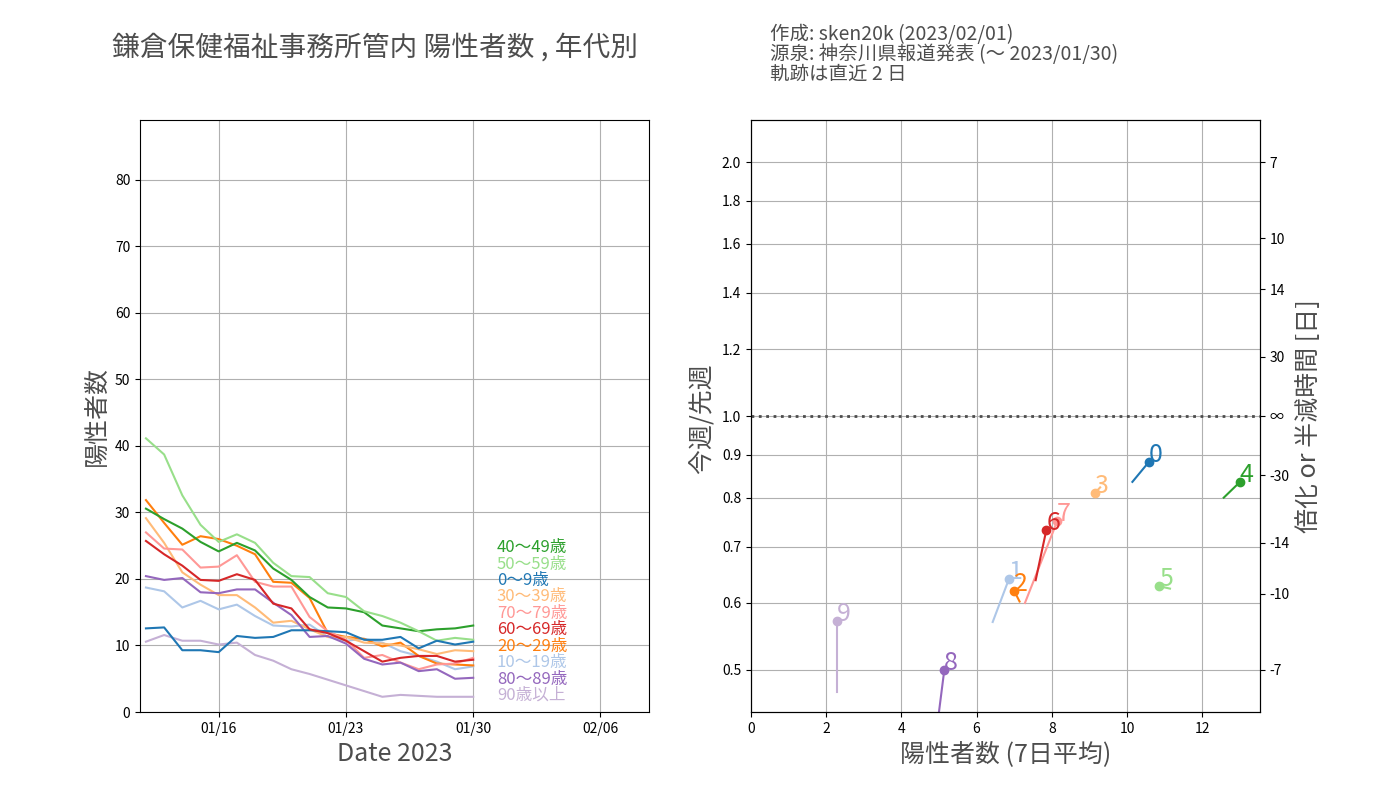 鎌倉保健福祉事務所管内 陽性者数 , 年代別
作成: sken20k (2023/02/01)
源泉: 神奈川県報道発表 (〜 2023/01/30)
軌跡は直近 2 日
陽性者数
80
70
60
50
40
30
20
10
0
01/16
01/23
01/30
02/06
Date 2023
40〜49歳
50〜59歳
0〜9歳
30〜39歳
70〜79歳
60〜69歳
20〜29歳
10〜19歳
80〜89歳
90歳以上
今週/先週
2.0
1.8
1.6
1.4
1.2
1.0
0.9
0.8
0.7
0.6
0.5
0
2
4
6
8
10
12
陽性者数 (7日平均)
0
4
3
7
6
1
2
5
9
8
7
10
14
30
∞
-30
-14
-10
-7
倍化 or 半減時間 [日]